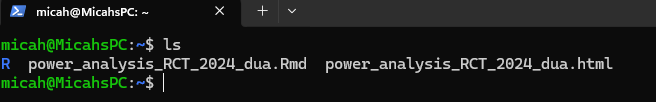 micah@MicahsPC: ~
micah@MicahsPC:~$ ls
R  power_analysis_RCT_2024_dua.Rmd  power_analysis_RCT_2024_dua.html
micah@MicahsPC:~$